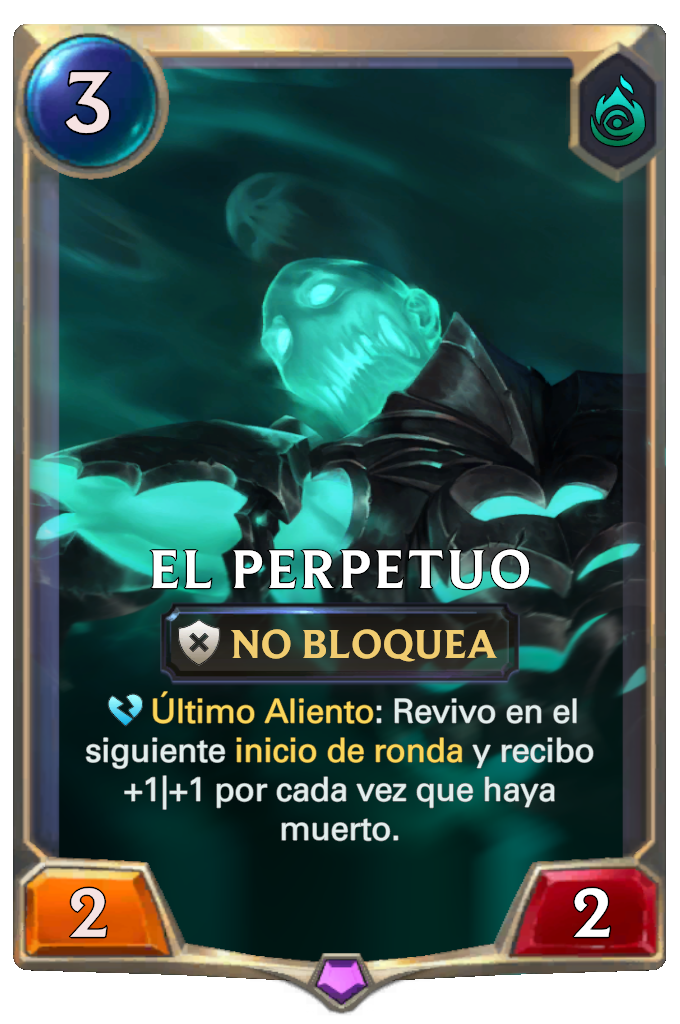 3
EL PERPETUO
NO BLOQUEA
Último Aliento: Revivo en el
siguiente inicio de ronda y recibo
+1|+1 por cada vez que haya
muerto.
2
2